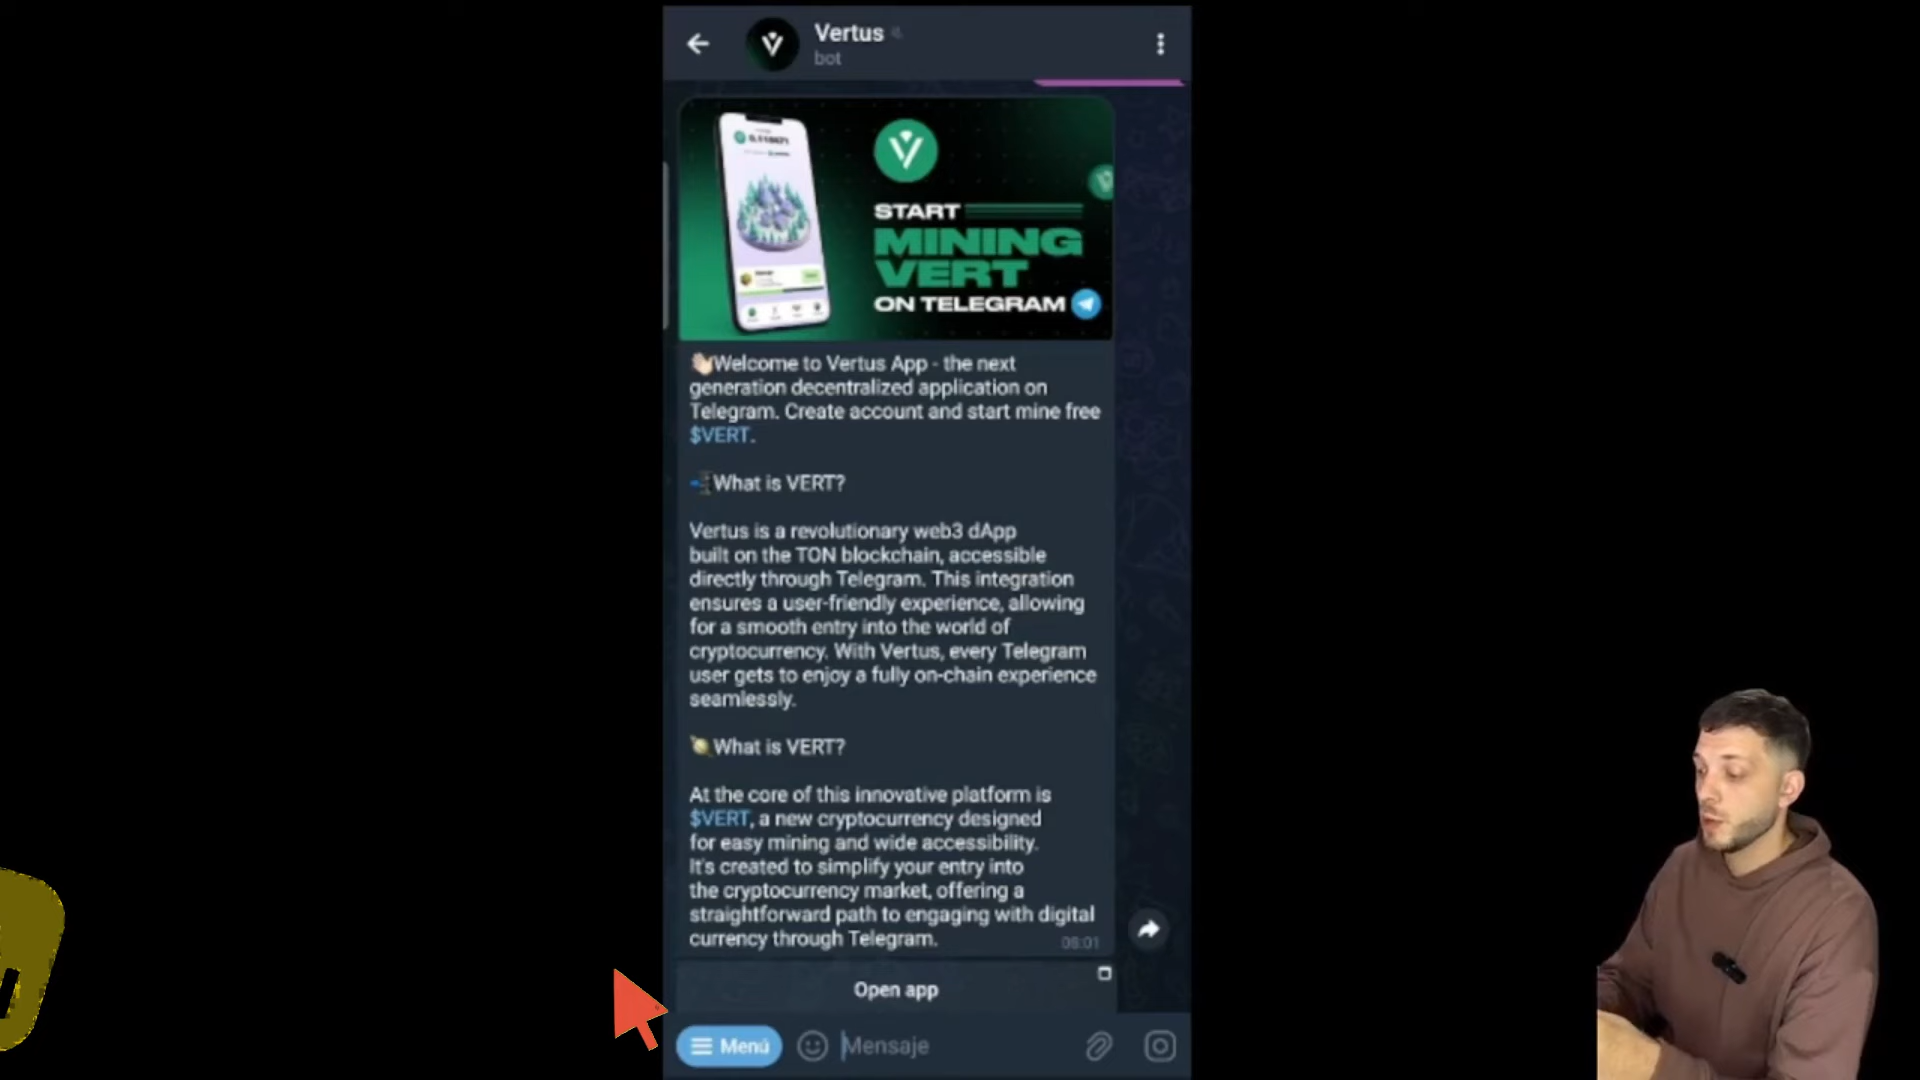 Vertus
bot
START
MINING
VERT
ON TELEGRAM
Welcome to Vertus App - the next
generation decentralized application on
Telegram. Create account and start mine free
$VERT.
What is VERT?
Vertus is a revolutionary web3 dApp
built on the TON blockchain, accessible
directly through Telegram. This integration
ensures a user-friendly experience, allowing
for a smooth entry into the world of
cryptocurrency. With Vertus, every Telegram
user gets to enjoy a fully on-chain experience
seamlessly.
What is VERT?
At the core of this innovative platform is
$VERT, a new cryptocurrency designed
for easy mining and wide accessibility.
It's created to simplify your entry into
the cryptocurrency market, offering a
straightforward path to engaging with digital
currency through Telegram.
08:01
Open app
Menú
Mensaje